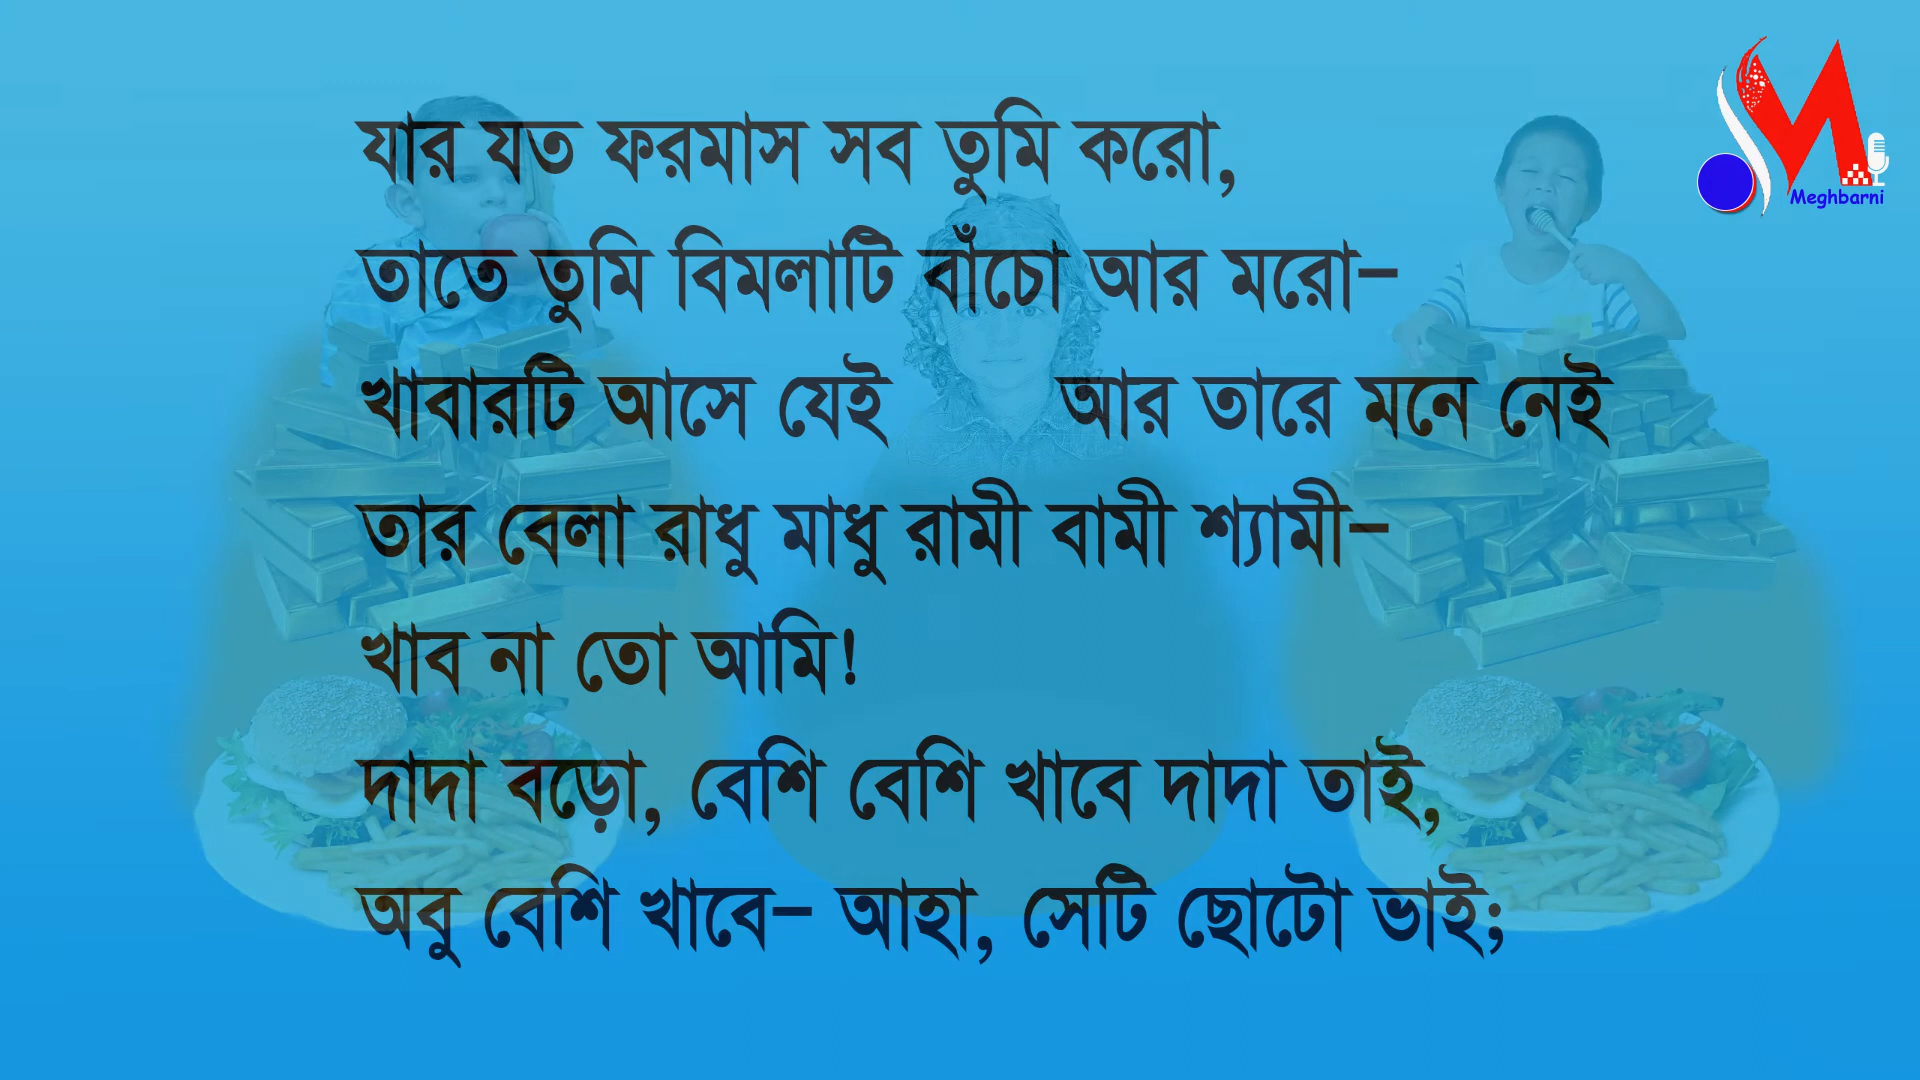 যার যত ফরমাস সব তুমি করো,
তাতে তুমি বিমলাটি বাঁচো আর মরো-
খাবারটি আসে যেই আর তারে মনে নেই
তার বেলা রাধু মাধু রামী বামী শ্যামী-
খাব না তো আমি!
দাদা বড়ো, বেশি বেশি খাবে দাদা তাই,
অবু বেশি খাবে- আহা, সেটি ছোটো ভাই;
Meghbarni